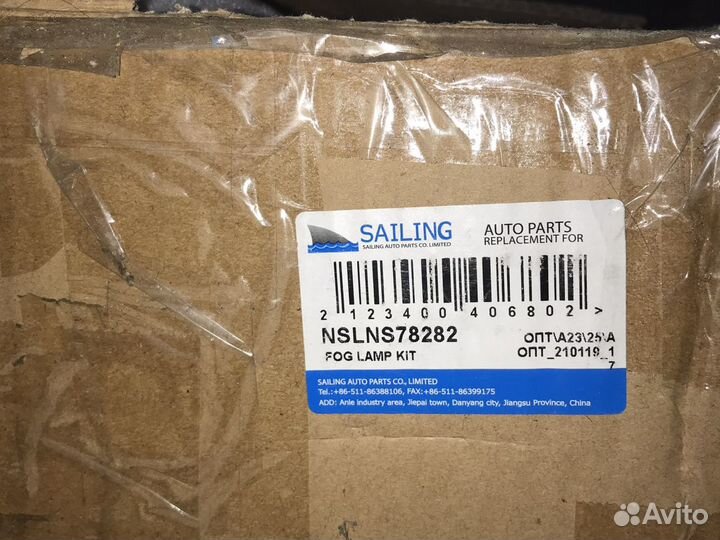 SAILING
SAILING AUTO PARTS CO. LIMITED
AUTO PARTS
REPLACEMENT FOR
2 123400 406802 >
NSLNS78282
FOG LAMP KIT
ОПТ\А23\25\А
ОПТ_210119_1
7
SAILING AUTO PARTS CO., LIMITED
Tel.:+86-511-86388106, FAX:+86-511-86399175
ADD: Anle industry area, Jiepai town, Danyang city, Jiangsu Province, China
Avito